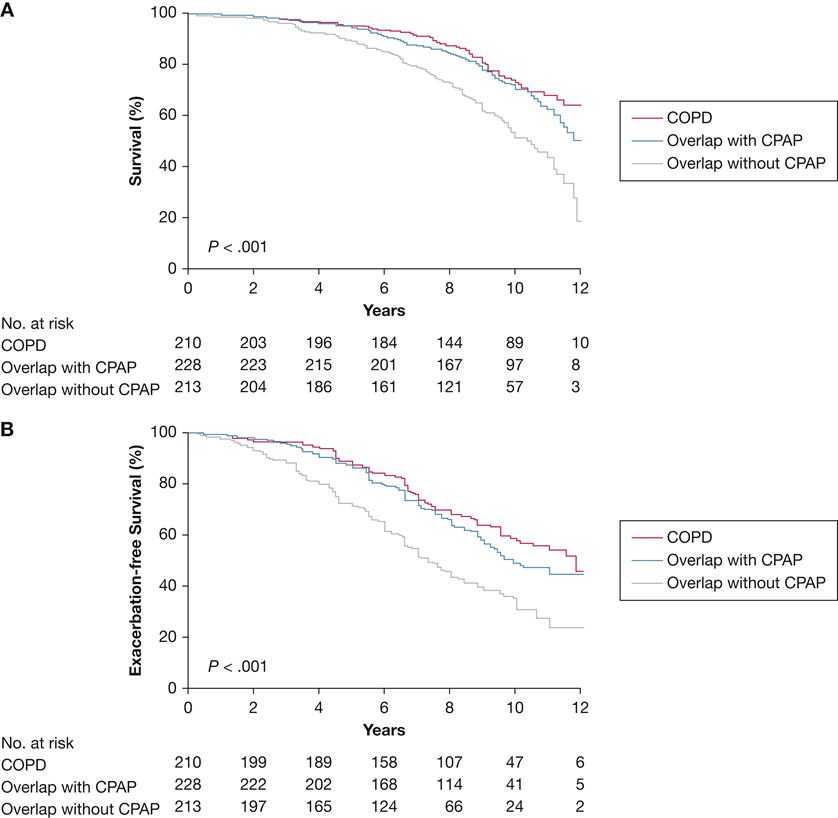 A
Survival (%)
100
80
60
40
20
0
P < .001
0 2 4 6 8 10 12
Years
COPD
Overlap with CPAP
Overlap without CPAP
No. at risk
COPD 210 203 196 184 144 89 10
Overlap with CPAP 228 223 215 201 167 97 8
Overlap without CPAP 213 204 186 161 121 57 3
B
Exacerbation-free Survival (%)
100
80
60
40
20
0
P < .001
0 2 4 6 8 10 12
Years
COPD
Overlap with CPAP
Overlap without CPAP
No. at risk
COPD 210 199 189 158 107 47 6
Overlap with CPAP 228 222 202 168 114 41 5
Overlap without CPAP 213 197 165 124 66 24 2